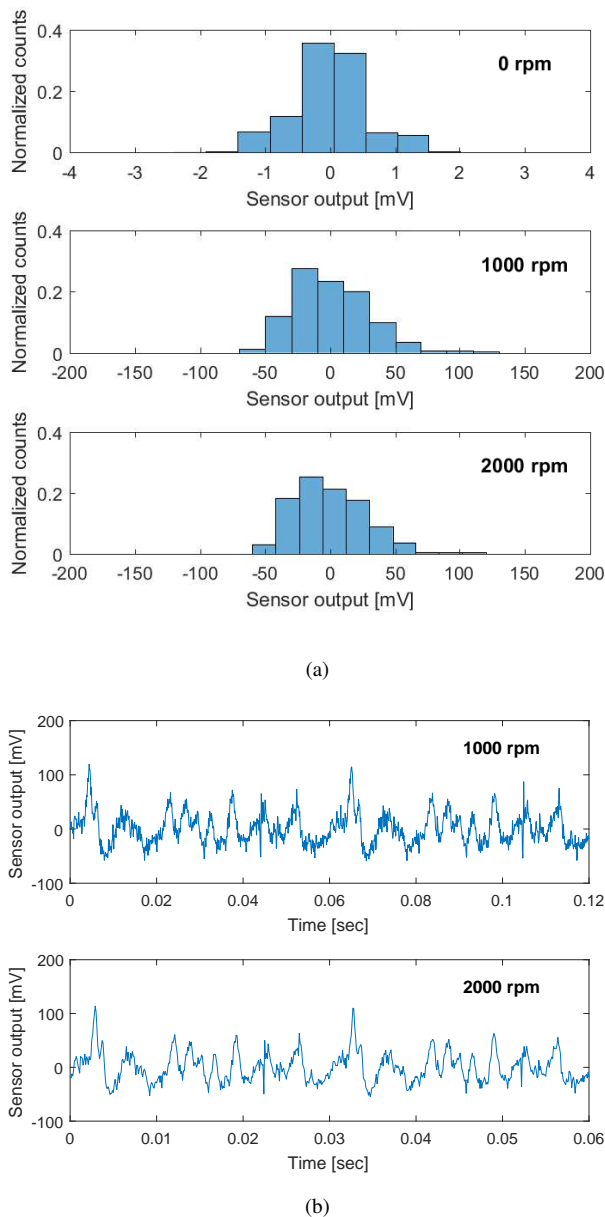 0.4
0.2
0
Normalized counts
0 rpm
-4 -3 -2 -1 0 1 2 3 4
Sensor output [mV]
0.4
0.2
0
Normalized counts
1000 rpm
-200 -150 -100 -50 0 50 100 150 200
Sensor output [mV]
0.4
0.2
0
Normalized counts
2000 rpm
-200 -150 -100 -50 0 50 100 150 200
Sensor output [mV]
(a)
200
100
0
-100
Sensor output [mV]
1000 rpm
0 0.02 0.04 0.06 0.08 0.1 0.12
Time [sec]
200
100
0
-100
Sensor output [mV]
2000 rpm
0 0.01 0.02 0.03 0.04 0.05 0.06
Time [sec]
(b)